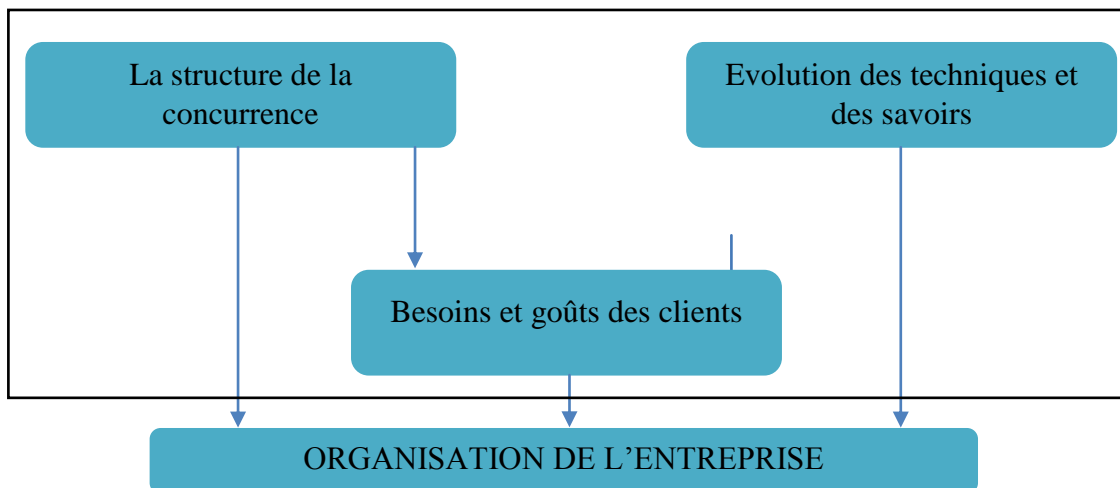 La structure de la
concurrence
Evolution des techniques et
des savoirs
Besoins et goûts des clients
ORGANISATION DE L’ENTREPRISE